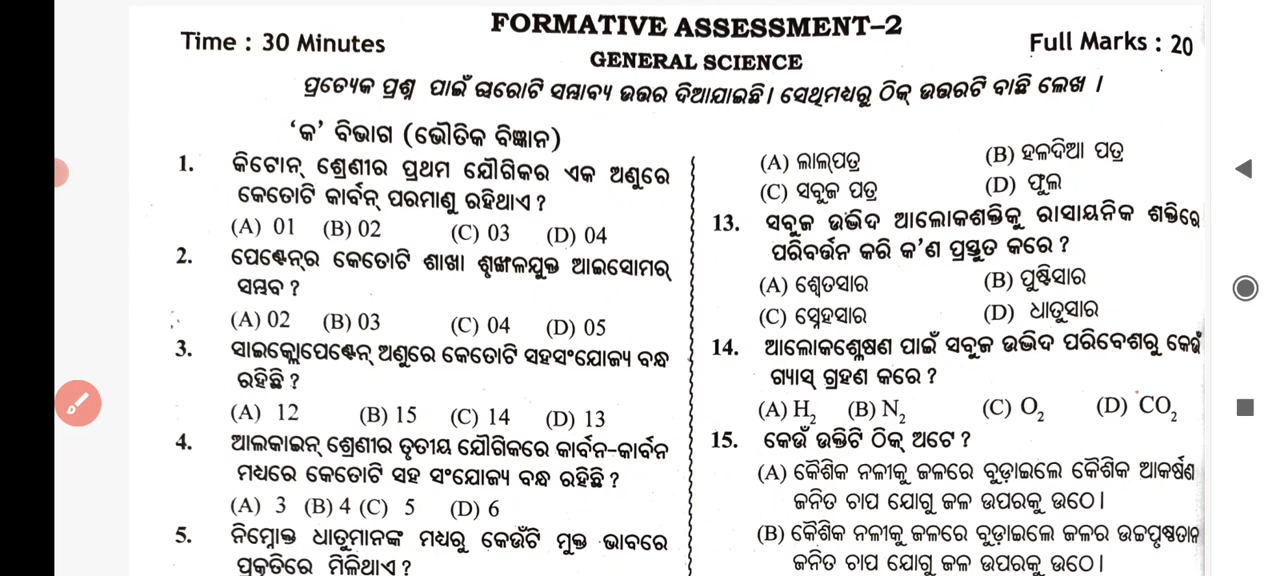 FORMATIVE ASSESSMENT–2
Time : 30 Minutes
Full Marks : 20
GENERAL SCIENCE
ପ୍ରତ୍ୟେକ ପ୍ରଶ୍ନ ପାଇଁ ଚାରୋଟି ସମ୍ଭାବ୍ୟ ଉତ୍ତର ଦିଆଯାଇଛି। ସେଥିମଧ୍ୟରୁ ଠିକ୍ ଉତ୍ତରଟି ବାଛି ଲେଖ ।
‘କ’ ବିଭାଗ (ଭୌତିକ ବିଜ୍ଞାନ)
1. କିଟୋନ୍ ଶ୍ରେଣୀର ପ୍ରଥମ ଯୌଗିକର ଏକ ଅଣୁରେ
କେତୋଟି କାର୍ବନ୍ ପରମାଣୁ ରହିଥାଏ ?
(A) 01 (B) 02 (C) 03 (D) 04
2. ପେଣ୍ଟେନ୍‌ର କେତୋଟି ଶାଖା ଶୃଙ୍ଖଳଯୁକ୍ତ ଆଇସୋମର୍
ସମ୍ଭବ ?
(A) 02 (B) 03 (C) 04 (D) 05
3. ସାଇକ୍ଲୋପେଣ୍ଟେନ୍ ଅଣୁରେ କେତୋଟି ସହସଂଯୋଜ୍ୟ ବନ୍ଧ
ରହିଛି ?
(A) 12 (B) 15 (C) 14 (D) 13
4. ଆଲକାଇନ୍ ଶ୍ରେଣୀର ତୃତୀୟ ଯୌଗିକରେ କାର୍ବନ-କାର୍ବନ
ମଧ୍ୟରେ କେତୋଟି ସହ ସଂଯୋଜ୍ୟ ବନ୍ଧ ରହିଛି ?
(A) 3 (B) 4 (C) 5 (D) 6
5. ନିମ୍ନୋକ୍ତ ଧାତୁମାନଙ୍କ ମଧ୍ୟରୁ କେଉଁଟି ମୁକ୍ତ ଭାବରେ
ପ୍ରକୃତିରେ ମିଳିଥାଏ ?
(A) ଲାଲ୍‌ପତ୍ର (B) ହଳଦିଆ ପତ୍ର
(C) ସବୁଜ ପତ୍ର (D) ଫୁଲ
13. ସବୁଜ ଉଦ୍ଭିଦ ଆଲୋକଶକ୍ତିକୁ ରାସାୟନିକ ଶକ୍ତିରେ
ପରିବର୍ତ୍ତନ କରି କ’ଣ ପ୍ରସ୍ତୁତ କରେ ?
(A) ଶ୍ୱେତସାର (B) ପୁଷ୍ଟିସାର
(C) ସ୍ନେହସାର (D) ଧାତୁସାର
14. ଆଲୋକଶ୍ଳେଷଣ ପାଇଁ ସବୁଜ ଉଦ୍ଭିଦ ପରିବେଶରୁ କେଉଁ
ଗ୍ୟାସ୍ ଗ୍ରହଣ କରେ ?
(A) H₂ (B) N₂ (C) O₂ (D) CO₂
15. କେଉଁ ଉକ୍ତିଟି ଠିକ୍ ଅଟେ ?
(A) କୈଶିକ ନଳୀକୁ ଜଳରେ ବୁଡ଼ାଇଲେ କୈଶିକ ଆକର୍ଷଣ
ଜନିତ ଚାପ ଯୋଗୁ ଜଳ ଉପରକୁ ଉଠେ।
(B) କୈଶିକ ନଳୀକୁ ଜଳରେ ବୁଡ଼ାଇଲେ ଜଳର ଉଚ୍ଚପୃଷ୍ଠତାନ
ଜନିତ ଚାପ ଯୋଗୁ ଜଳ ଉପରକୁ ଉଠେ।